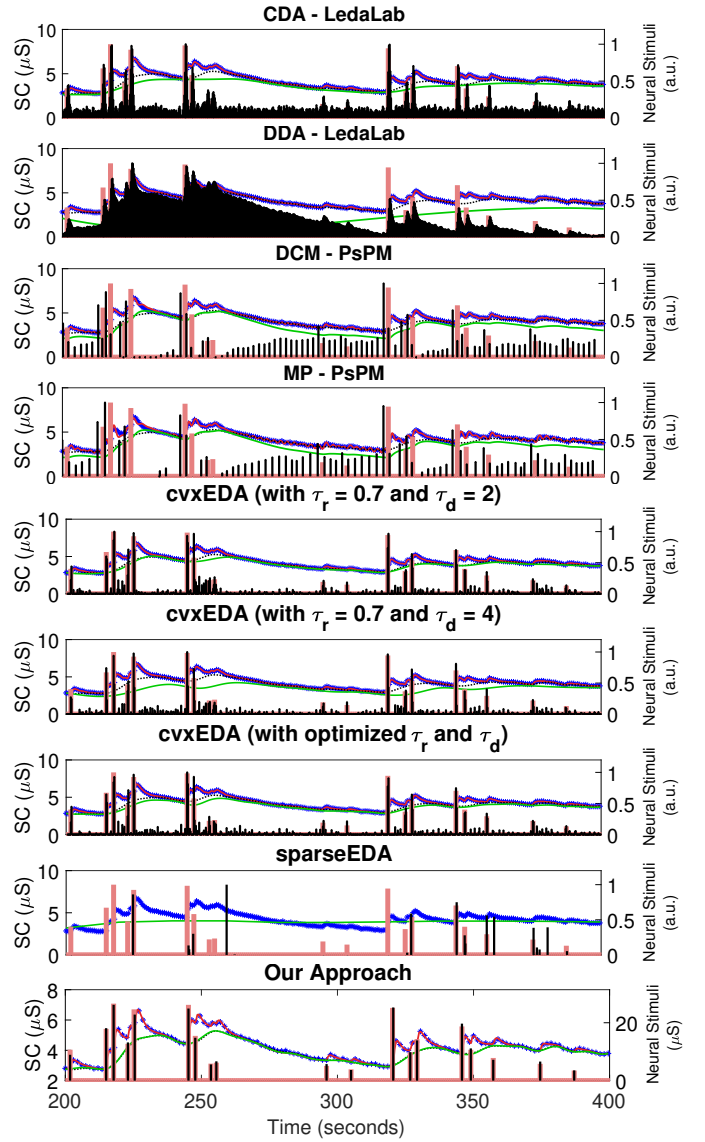 CDA - LedaLab
10
5
0
SC (μS)
1
0.5
0
Neural Stimuli
(a.u.)
DDA - LedaLab
10
5
0
SC (μS)
1
0.5
0
Neural Stimuli
(a.u.)
DCM - PsPM
10
5
0
SC (μS)
1
0.5
0
Neural Stimuli
(a.u.)
MP - PsPM
10
5
0
SC (μS)
1
0.5
0
Neural Stimuli
(a.u.)
cvxEDA (with τr = 0.7 and τd = 2)
10
5
0
SC (μS)
1
0.5
0
Neural Stimuli
(a.u.)
cvxEDA (with τr = 0.7 and τd = 4)
10
5
0
SC (μS)
1
0.5
0
Neural Stimuli
(a.u.)
cvxEDA (with optimized τr and τd)
10
5
0
SC (μS)
1
0.5
0
Neural Stimuli
(a.u.)
sparseEDA
10
5
0
SC (μS)
1
0.5
0
Neural Stimuli
(a.u.)
Our Approach
8
6
4
2
SC (μS)
20
0
Neural Stimuli
(μS)
200 250 300 350 400
Time (seconds)